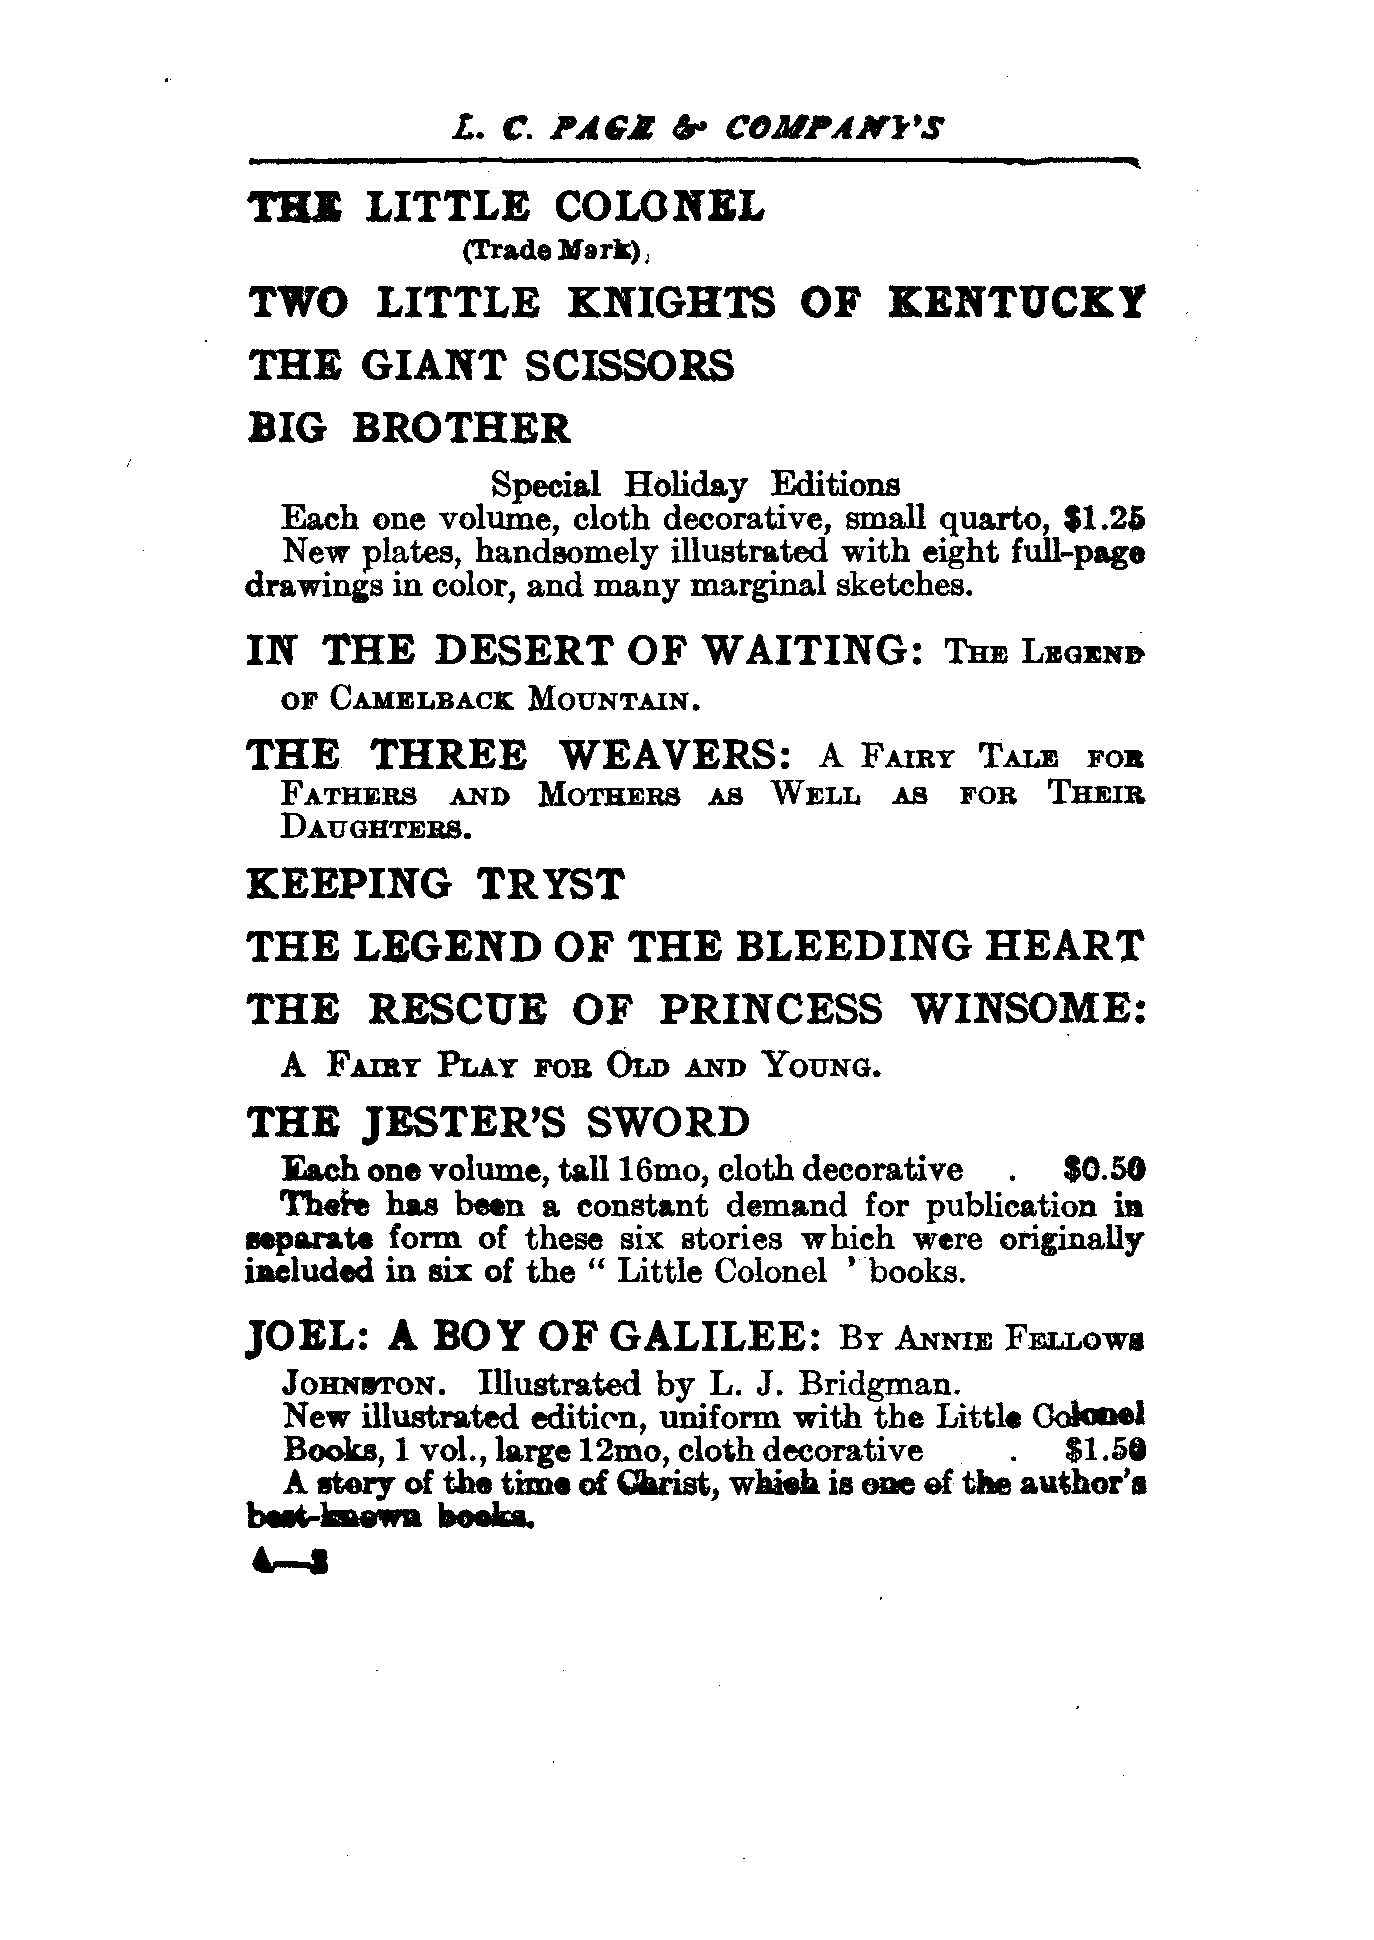 L. C. PAGE & COMPANY'S
THE LITTLE COLONEL
(Trade Mark)
TWO LITTLE KNIGHTS OF KENTUCKY
THE GIANT SCISSORS
BIG BROTHER
Special Holiday Editions
Each one volume, cloth decorative, small quarto, $1.25
New plates, handsomely illustrated with eight full-page
drawings in color, and many marginal sketches.
IN THE DESERT OF WAITING: THE LEGEND
OF CAMELBACK MOUNTAIN.
THE THREE WEAVERS: A FAIRY TALE FOR
FATHERS AND MOTHERS AS WELL AS FOR THEIR
DAUGHTERS.
KEEPING TRYST
THE LEGEND OF THE BLEEDING HEART
THE RESCUE OF PRINCESS WINSOME:
A FAIRY PLAY FOR OLD AND YOUNG.
THE JESTER'S SWORD
Each one volume, tall 16mo, cloth decorative . $0.50
There has been a constant demand for publication in
separate form of these six stories which were originally
included in six of the " Little Colonel ' books.
JOEL: A BOY OF GALILEE: BY ANNIE FELLOWS
JOHNSTON. Illustrated by L. J. Bridgman.
New illustrated edition, uniform with the Little Colonel
Books, 1 vol., large 12mo, cloth decorative . $1.50
A story of the time of Christ, which is one of the author's
best-known books.